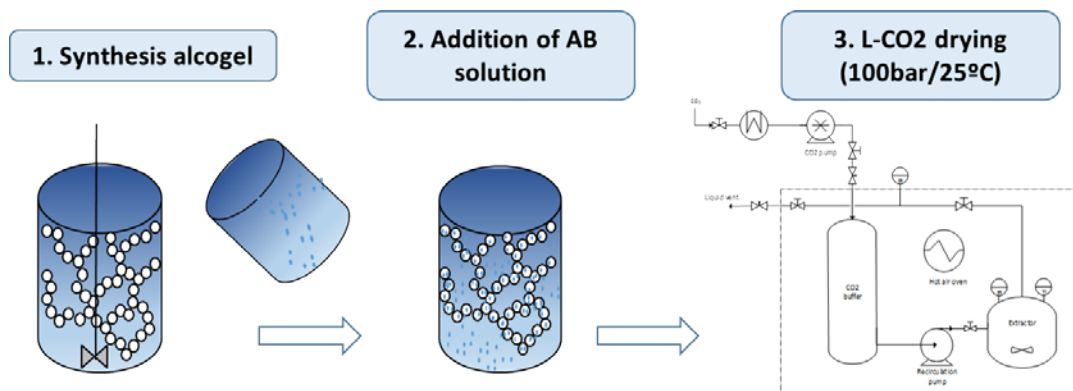 1. Synthesis alcogel
2. Addition of AB
solution
3. L-CO2 drying
(100bar/25ºC)
CO₂
CO2 pump
Liquid vent
CO2
buffer
Hot air oven
Extractor
Recirculation
pump